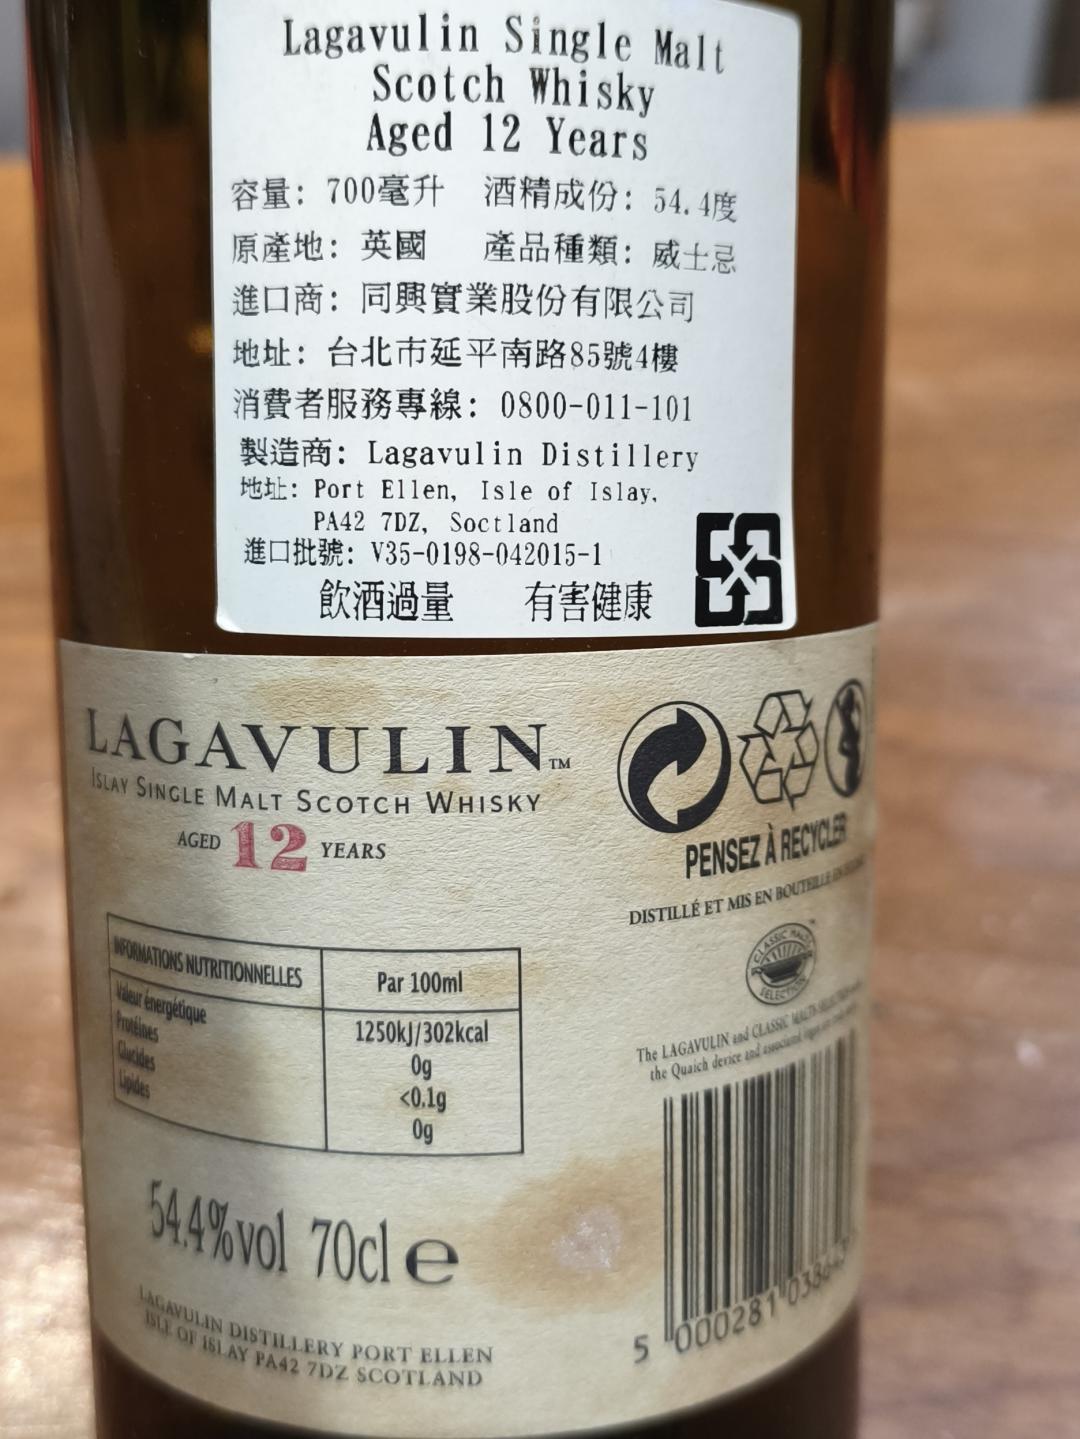 Lagavulin Single Malt
Scotch Whisky
Aged 12 Years
容量: 700毫升 酒精成份: 54.4度
原產地: 英國 產品種類: 威士忌
進口商: 同興實業股份有限公司
地址: 台北市延平南路85號4樓
消費者服務專線: 0800-011-101
製造商: Lagavulin Distillery
地址: Port Ellen, Isle of Islay,
PA42 7DZ, Soctland
進口批號: V35-0198-042015-1
飲酒過量 有害健康
LAGAVULIN™
ISLAY SINGLE MALT SCOTCH WHISKY
AGED 12 YEARS
PENSEZ À RECYCLER
DISTILLÉ ET MIS EN BOUTEILLE EN
CLASSIC MALTS
SELECTION
The LAGAVULIN and CLASSIC MALTS SELECTION
the Quaich device and associated
INFORMATIONS NUTRITIONNELLES Par 100ml
Valeur énergétique 1250kJ/302kcal
Protéines 0g
Glucides <0.1g
Lipides 0g
54.4%vol 70cl e
LAGAVULIN DISTILLERY PORT ELLEN
ISLE OF ISLAY PA42 7DZ SCOTLAND
5 000281